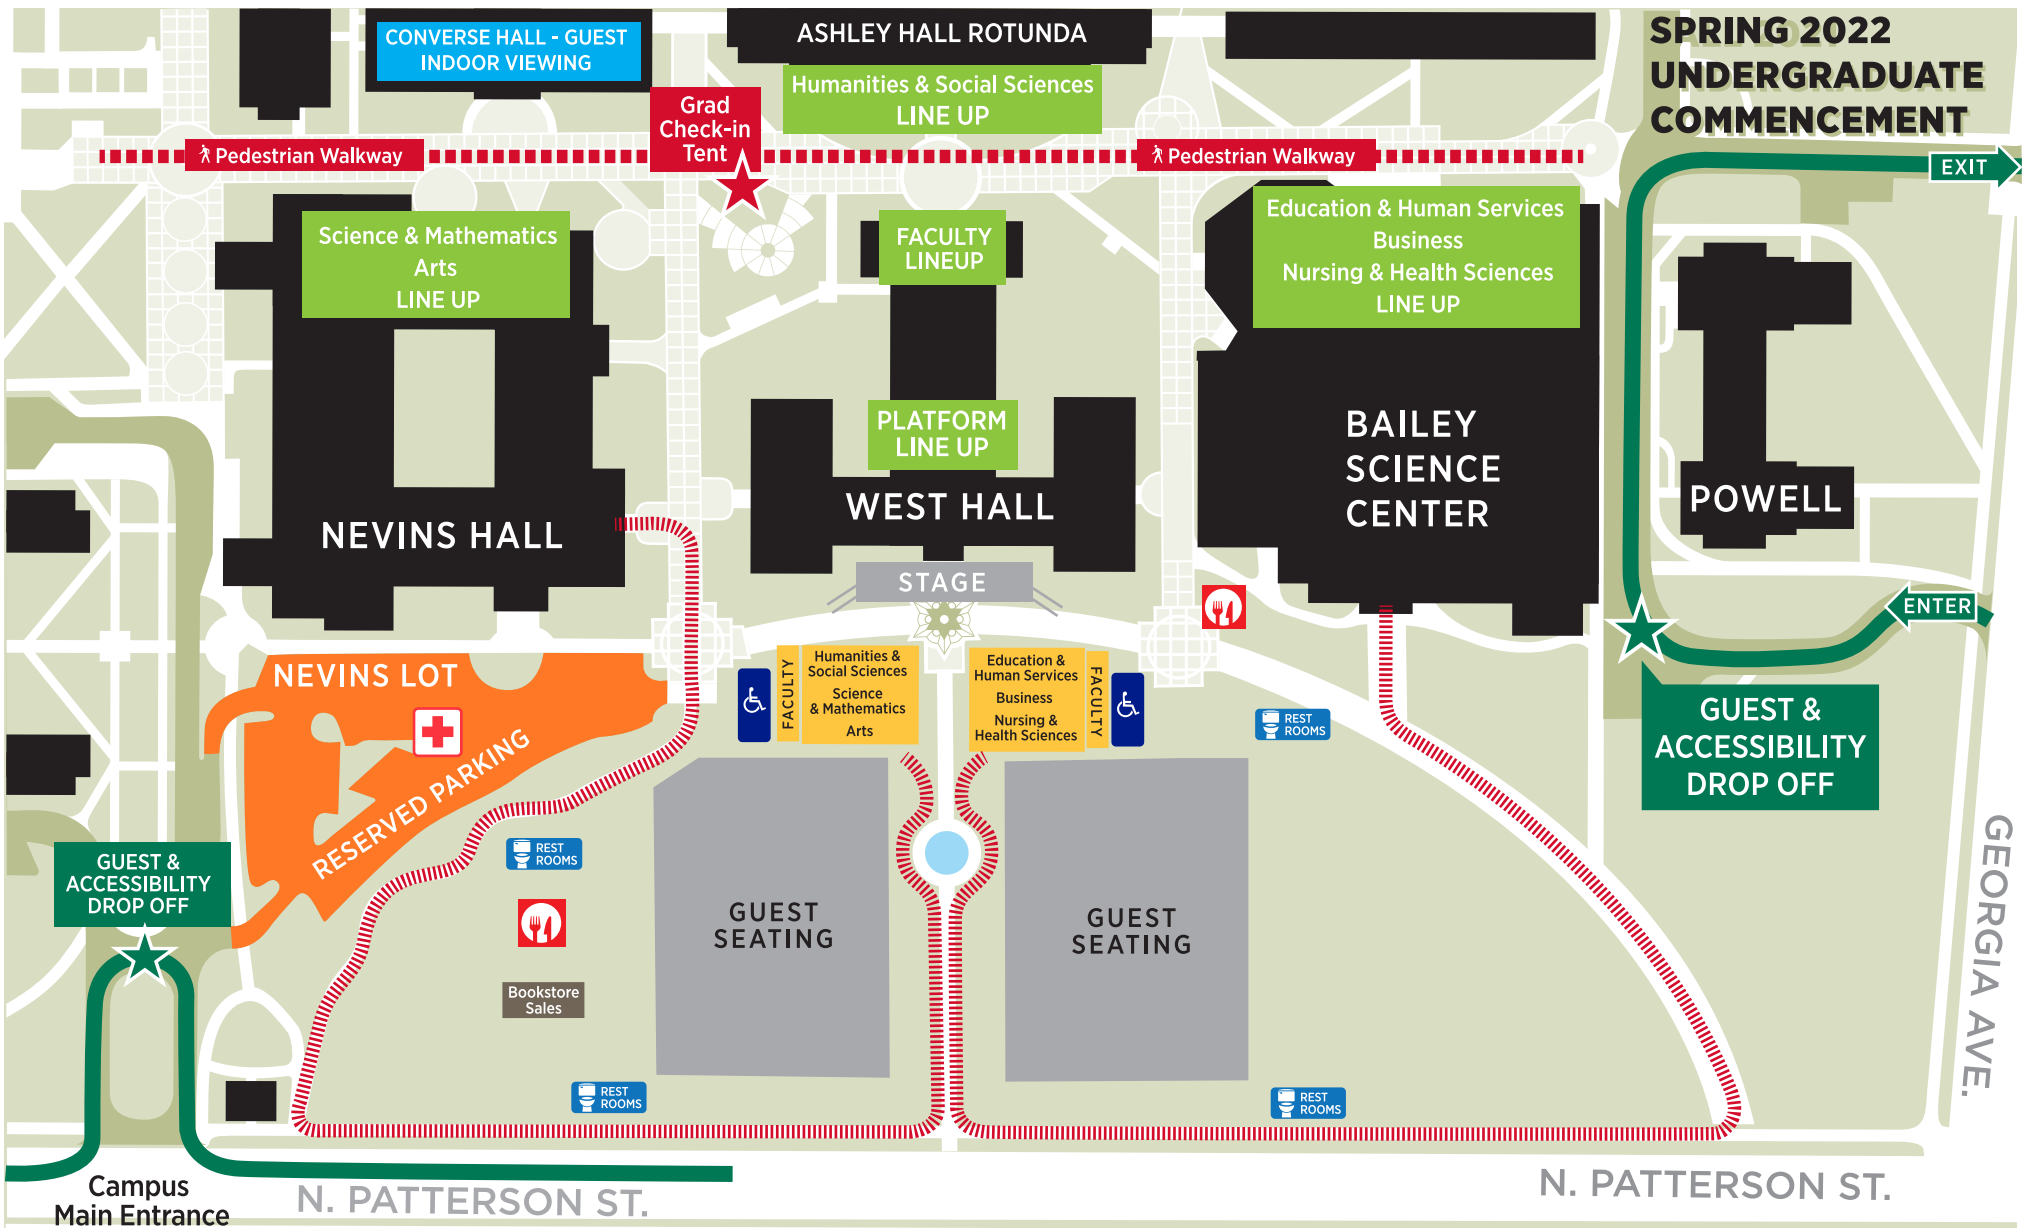 SPRING 2022
UNDERGRADUATE
COMMENCEMENT
CONVERSE HALL - GUEST
INDOOR VIEWING
ASHLEY HALL ROTUNDA
Humanities & Social Sciences
LINE UP
Grad
Check-in
Tent
Pedestrian Walkway
Pedestrian Walkway
EXIT
Science & Mathematics
Arts
LINE UP
FACULTY
LINEUP
Education & Human Services
Business
Nursing & Health Sciences
LINE UP
PLATFORM
LINE UP
NEVINS HALL
WEST HALL
BAILEY
SCIENCE
CENTER
POWELL
STAGE
ENTER
NEVINS LOT
RESERVED PARKING
FACULTY
Humanities &
Social Sciences
Science
& Mathematics
Arts
Education &
Human Services
Business
Nursing &
Health Sciences
FACULTY
REST
ROOMS
GUEST &
ACCESSIBILITY
DROP OFF
GUEST &
ACCESSIBILITY
DROP OFF
REST
ROOMS
GUEST
SEATING
GUEST
SEATING
Bookstore
Sales
REST
ROOMS
REST
ROOMS
GEORGIA AVE.
Campus
Main Entrance
N. PATTERSON ST.
N. PATTERSON ST.